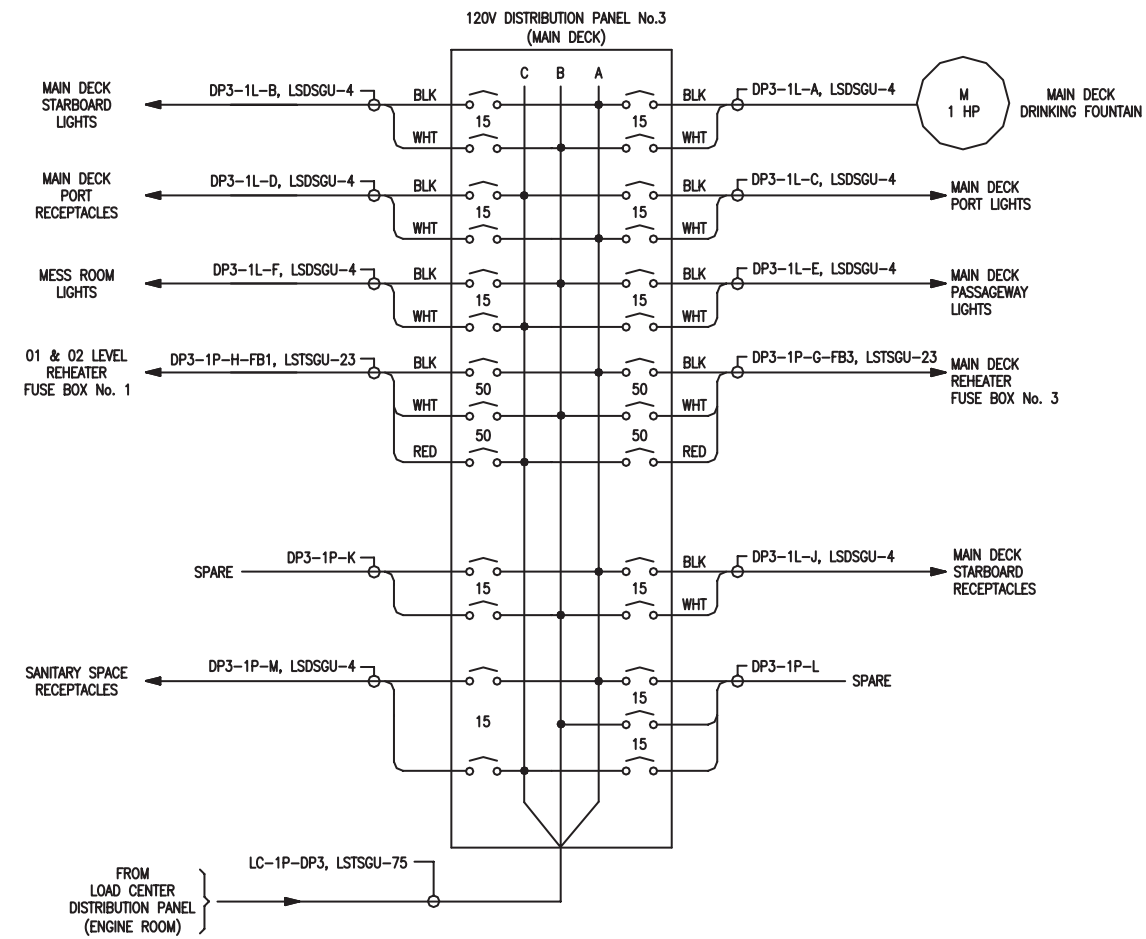 120V DISTRIBUTION PANEL No.3
(MAIN DECK)
C B A
MAIN DECK
STARBOARD
LIGHTS
DP3-1L-B, LSDSGU-4
BLK
15
WHT
15
BLK
WHT
DP3-1L-A, LSDSGU-4
M
1 HP
MAIN DECK
DRINKING FOUNTAIN
MAIN DECK
PORT
RECEPTACLES
DP3-1L-D, LSDSGU-4
BLK
15
WHT
15
BLK
WHT
DP3-1L-C, LSDSGU-4
MAIN DECK
PORT LIGHTS
MESS ROOM
LIGHTS
DP3-1L-F, LSDSGU-4
BLK
15
WHT
15
BLK
WHT
DP3-1L-E, LSDSGU-4
MAIN DECK
PASSAGEWAY
LIGHTS
01 & 02 LEVEL
REHEATER
FUSE BOX No. 1
DP3-1P-H-FB1, LSTSGU-23
BLK
50
WHT
50
RED
50
50
BLK
WHT
RED
DP3-1P-G-FB3, LSTSGU-23
MAIN DECK
REHEATER
FUSE BOX No. 3
SPARE
DP3-1P-K
15
15
BLK
WHT
DP3-1L-J, LSDSGU-4
MAIN DECK
STARBOARD
RECEPTACLES
SANITARY SPACE
RECEPTACLES
DP3-1P-M, LSDSGU-4
15
15
15
DP3-1P-L
SPARE
LC-1P-DP3, LSTSGU-75
FROM
LOAD CENTER
DISTRIBUTION PANEL
(ENGINE ROOM)